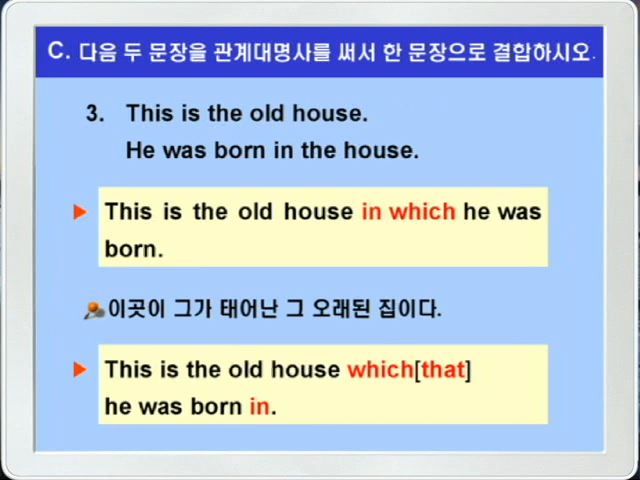 C. 다음 두 문장을 관계대명사를 써서 한 문장으로 결합하시오.
3. This is the old house.
He was born in the house.
This is the old house in which he was
born.
이곳이 그가 태어난 그 오래된 집이다.
This is the old house which[that]
he was born in.